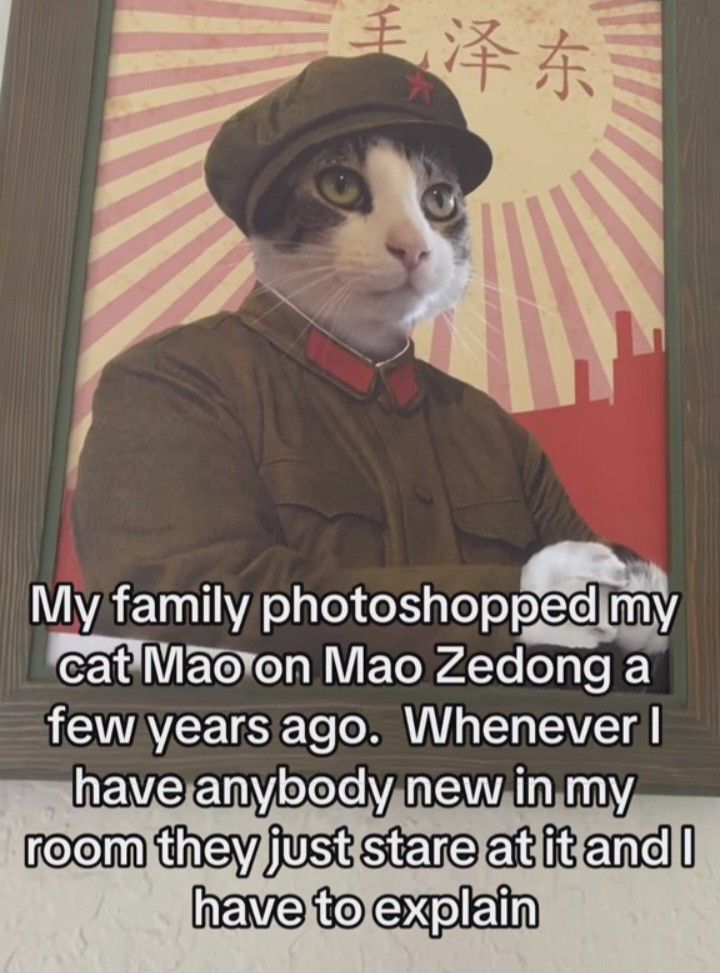 毛泽东
My family photoshopped my
cat Mao on Mao Zedong a
few years ago.  Whenever I
have anybody new in my
room they just stare at it and I
have to explain